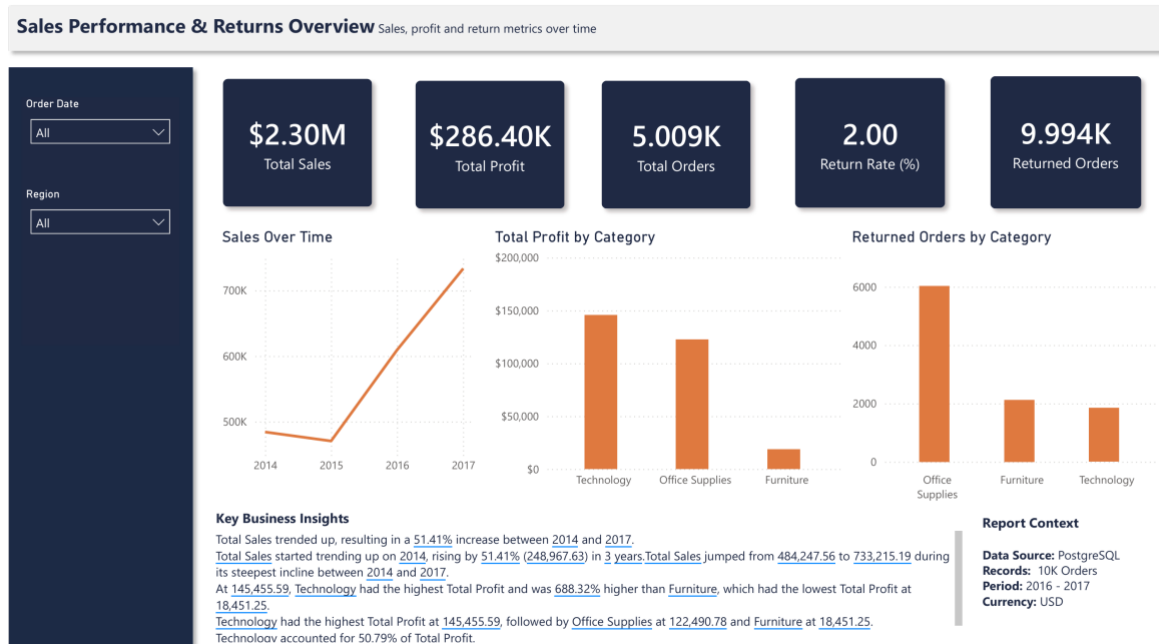 Sales Performance & Returns Overview Sales, profit and return metrics over time
Order Date
All
Region
All
$2.30M
Total Sales
$286.40K
Total Profit
5.009K
Total Orders
2.00
Return Rate (%)
9.994K
Returned Orders
Sales Over Time
700K
600K
500K
2014 2015 2016 2017
Total Profit by Category
$200,000
$150,000
$100,000
$50,000
$0
Technology Office Supplies Furniture
Returned Orders by Category
6000
4000
2000
0
Office
Supplies
Furniture
Technology
Key Business Insights
Total Sales trended up, resulting in a 51.41% increase between 2014 and 2017.
Total Sales started trending up on 2014, rising by 51.41% (248,967.63) in 3 years.Total Sales jumped from 484,247.56 to 733,215.19 during
its steepest incline between 2014 and 2017.
At 145,455.59, Technology had the highest Total Profit and was 688.32% higher than Furniture, which had the lowest Total Profit at
18,451.25.
Technology had the highest Total Profit at 145,455.59, followed by Office Supplies at 122,490.78 and Furniture at 18,451.25.
Technology accounted for 50.79% of Total Profit.
Report Context
Data Source: PostgreSQL
Records: 10K Orders
Period: 2016 - 2017
Currency: USD